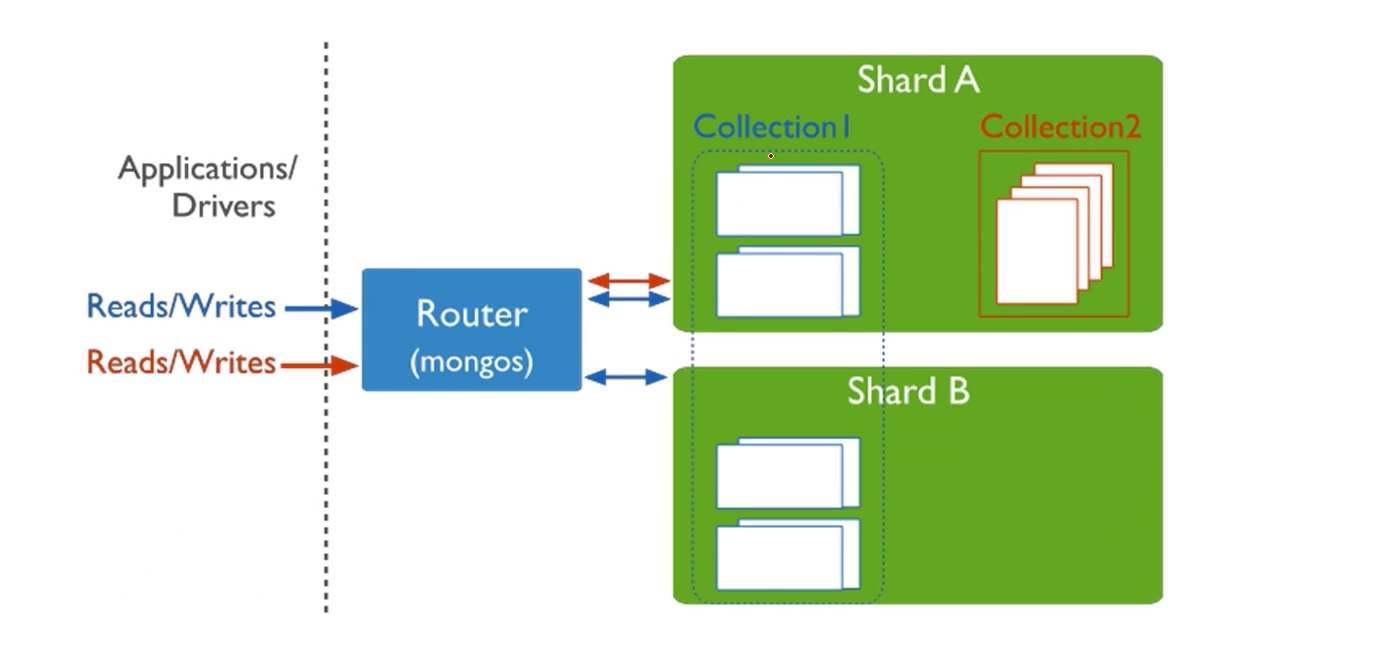 Applications/
Drivers
Reads/Writes
Reads/Writes
Router
(mongos)
Shard A
Collection1
Collection2
Shard B